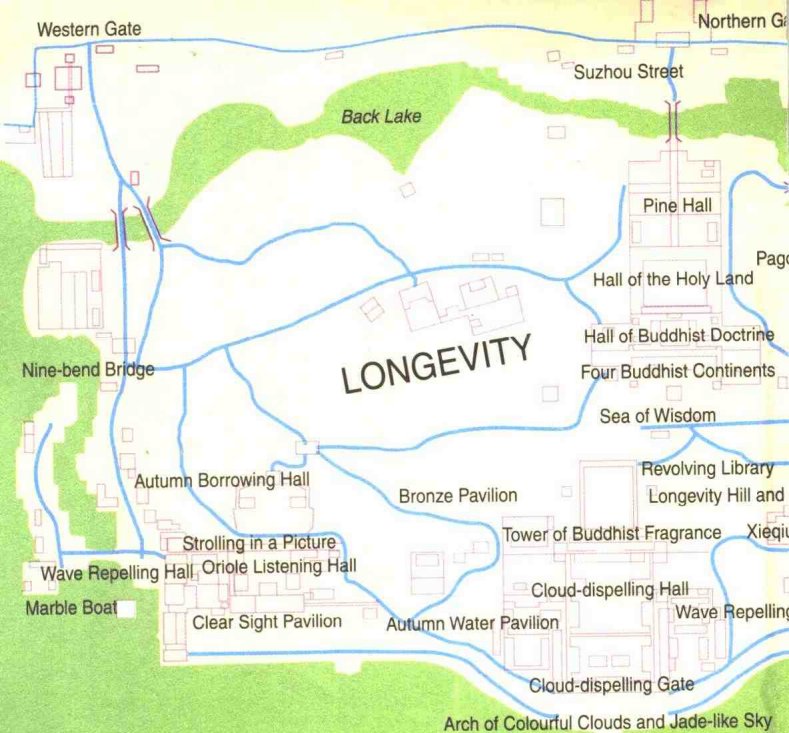 Western Gate
Northern
Suzhou Street
Back Lake
Pine Hall
Hall of the Holy Land
LONGEVITY
Hall of Buddhist Doctrine
Nine-bend Bridge
Four Buddhist Continents
Sea of Wisdom
Revolving Library
Autumn Borrowing Hall
Bronze Pavilion
Longevity Hill and
Strolling in a Picture
Tower of Buddhist Fragrance
Wave Repelling Hall
Oriole Listening Hall
Cloud-dispelling Hall
Marble Boat
Clear Sight Pavilion
Autumn Water Pavilion
Wave Repelling
Cloud-dispelling Gate
Arch of Colourful Clouds and Jade-like Sky